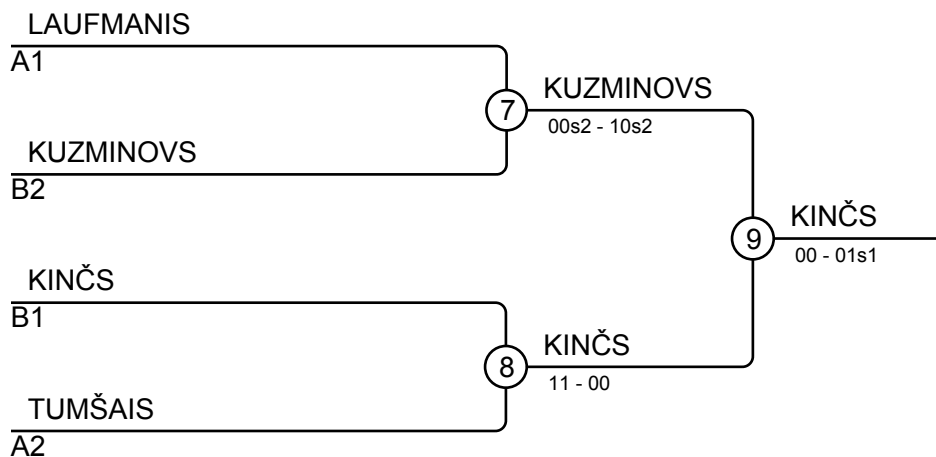 LAUFMANIS
A1
7
KUZMINOVS
00s2 - 10s2
KUZMINOVS
B2
9
KINČS
00 - 01s1
KINČS
B1
8
KINČS
11 - 00
TUMŠAIS
A2